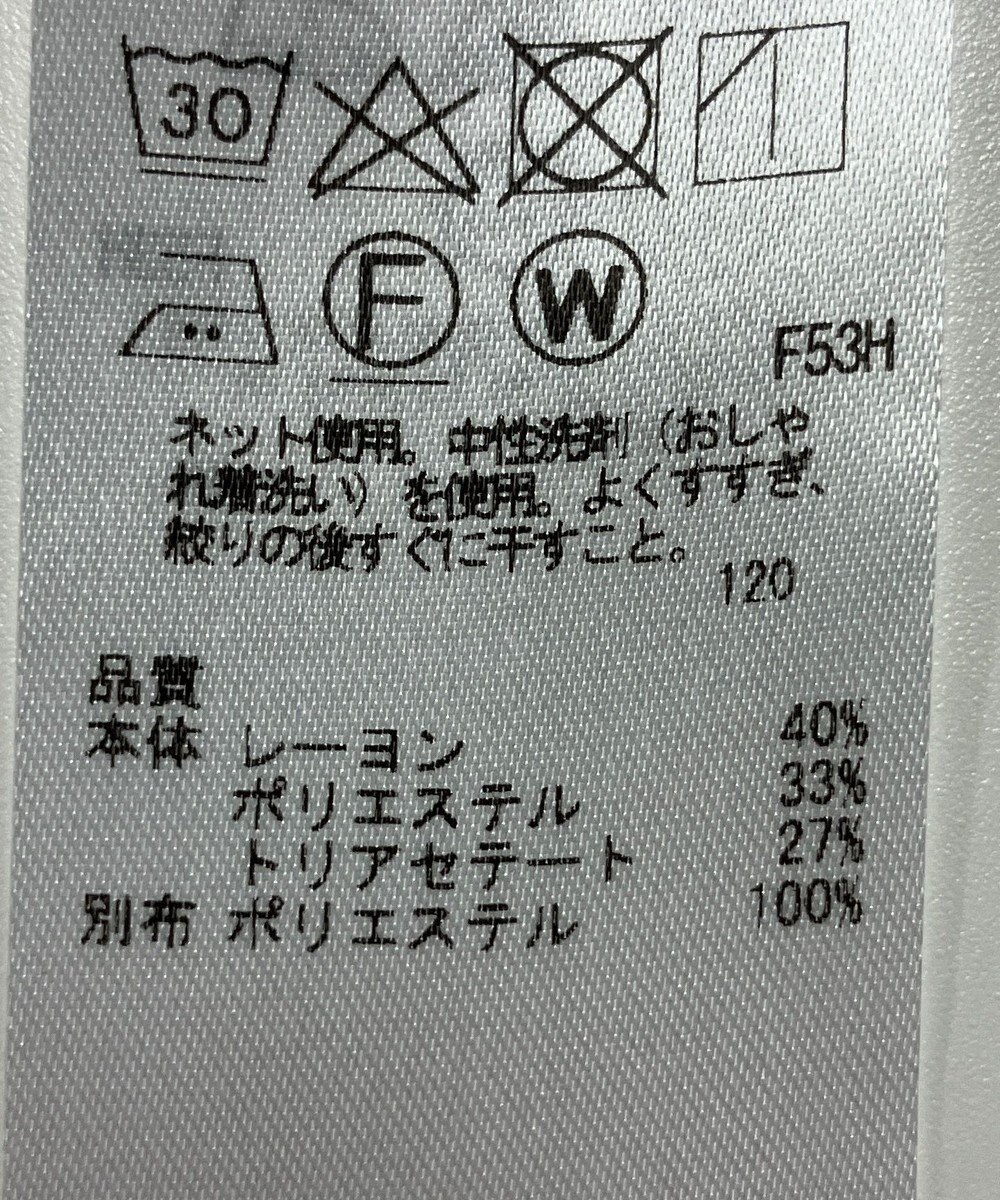 30
F W
F53H
ネット使用。中性洗剤(おしゃ
れ着洗い)を使用。よくすすぎ、
絞りの後すぐに干すこと。
120
品質
本体 レーヨン 40%
ポリエステル 33%
トリアセテート 27%
別布 ポリエステル 100%